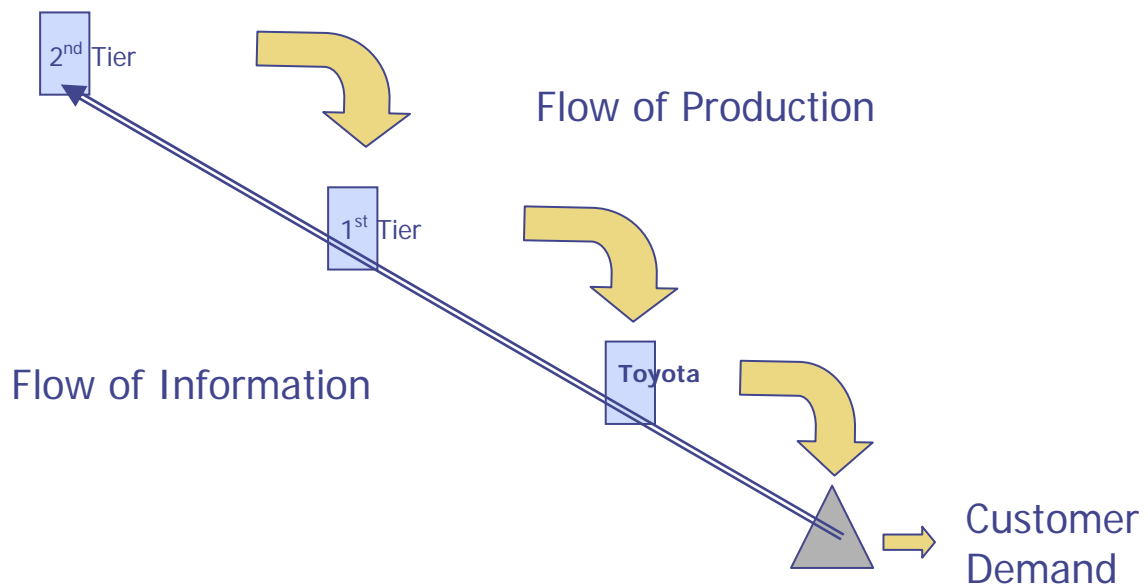 2nd Tier
Flow of Production
1st Tier
Flow of Information
Toyota
Customer
Demand